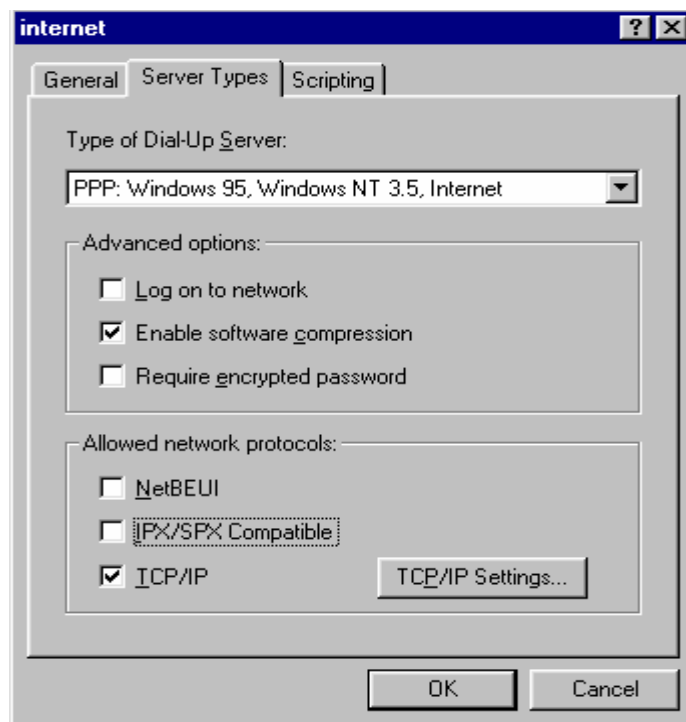 internet
General
Server Types
Scripting
Type of Dial-Up Server:
PPP: Windows 95, Windows NT 3.5, Internet
Advanced options:
Log on to network
Enable software compression
Require encrypted password
Allowed network protocols:
NetBEUI
IPX/SPX Compatible
TCP/IP
TCP/IP Settings...
OK
Cancel